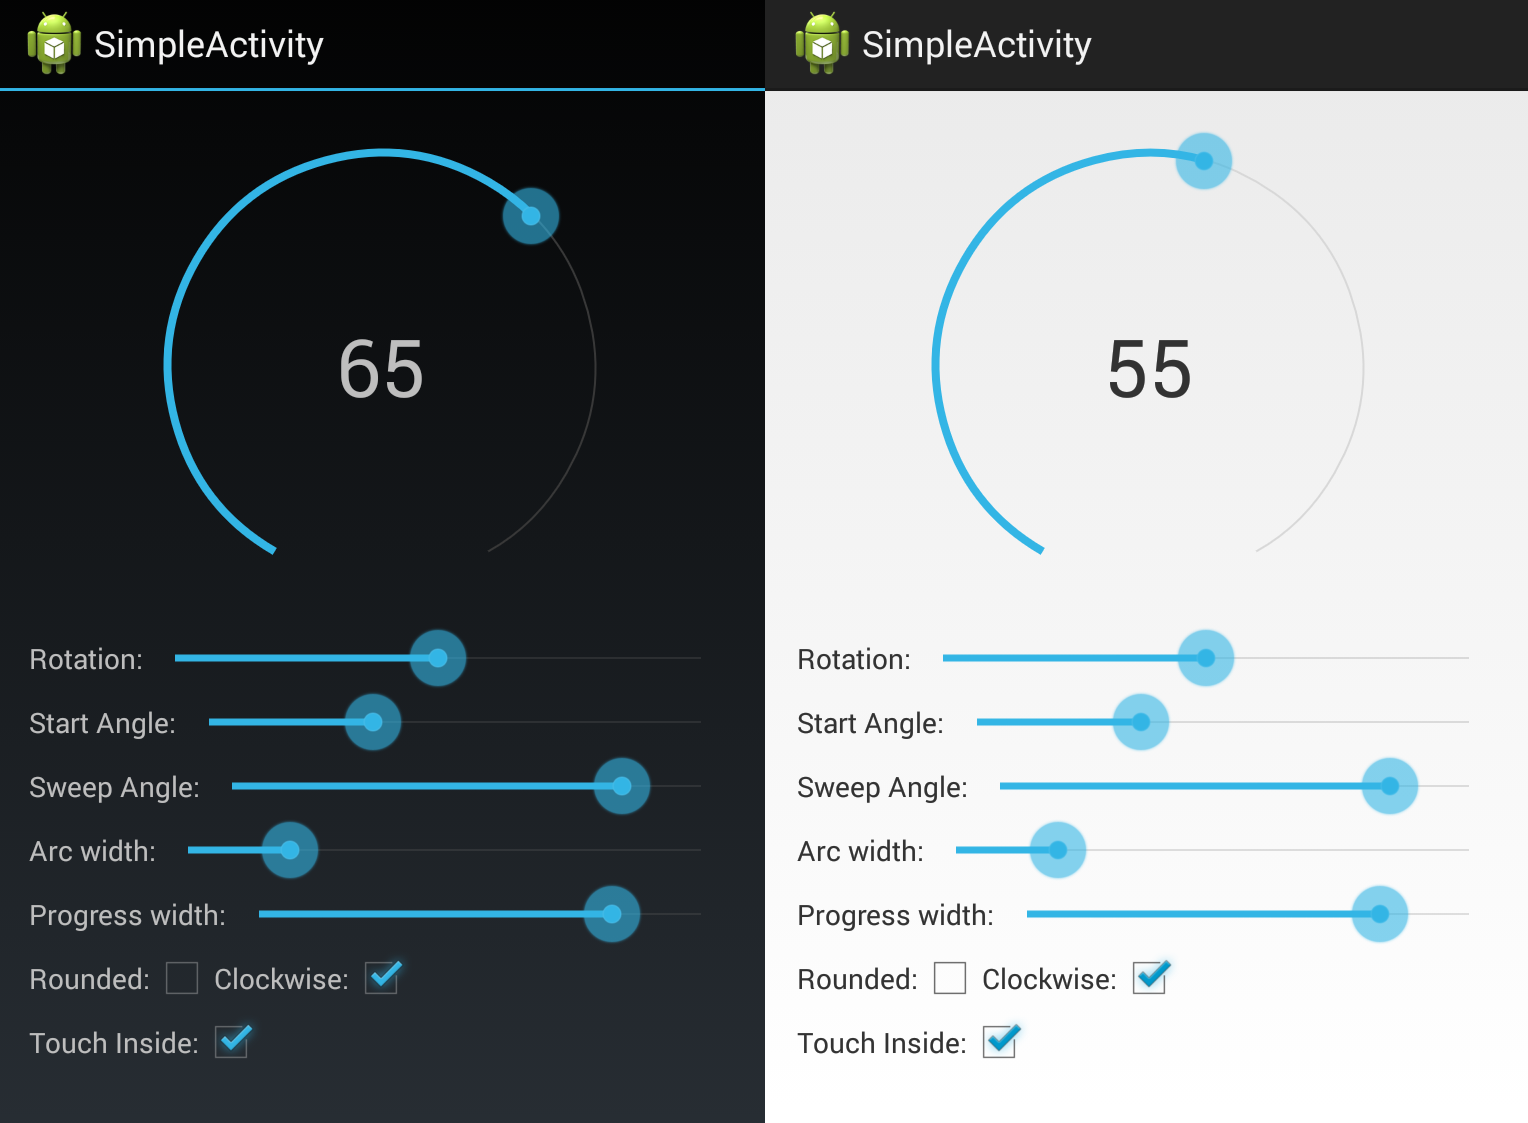 SimpleActivity
65
Rotation:
Start Angle:
Sweep Angle:
Arc width:
Progress width:
Rounded: Clockwise:
Touch Inside:
SimpleActivity
55
Rotation:
Start Angle:
Sweep Angle:
Arc width:
Progress width:
Rounded: Clockwise:
Touch Inside: